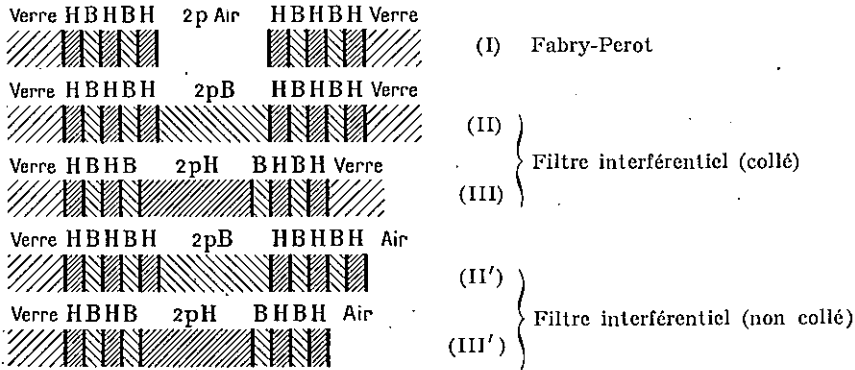 Verre HBHBH 2p Air HBHBH Verre
(I) Fabry-Perot
Verre HBHBH 2pB HBHBH Verre
(II)
Filtre interférentiel (collé)
Verre HBHB 2pH BHBH Verre
(III)
Verre HBHBH 2pB HBHBH Air
(II')
Filtre interférentiel (non collé)
Verre HBHB 2pH BHBH Air
(III')